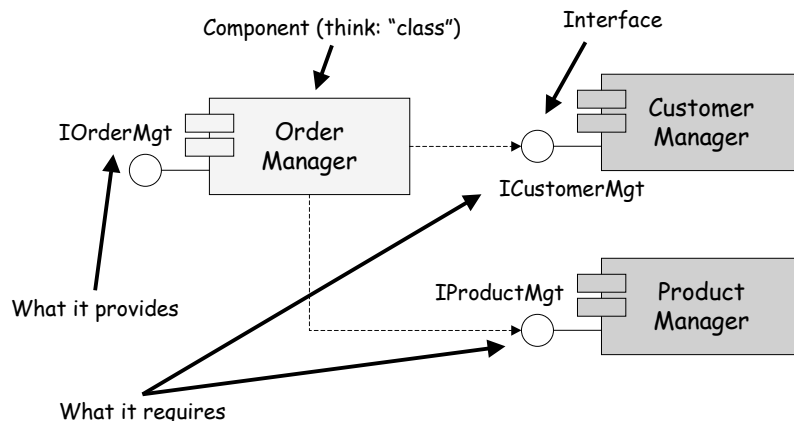 Component (think: “class”)
Interface
IOrderMgt
Order
Manager
Customer
Manager
ICustomerMgt
What it provides
IProductMgt
Product
Manager
What it requires